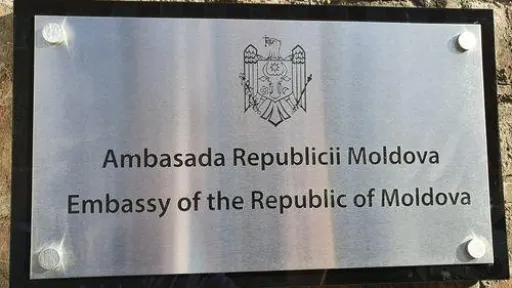 Ambasada Republicii Moldova
Embassy of the Republic of Moldova